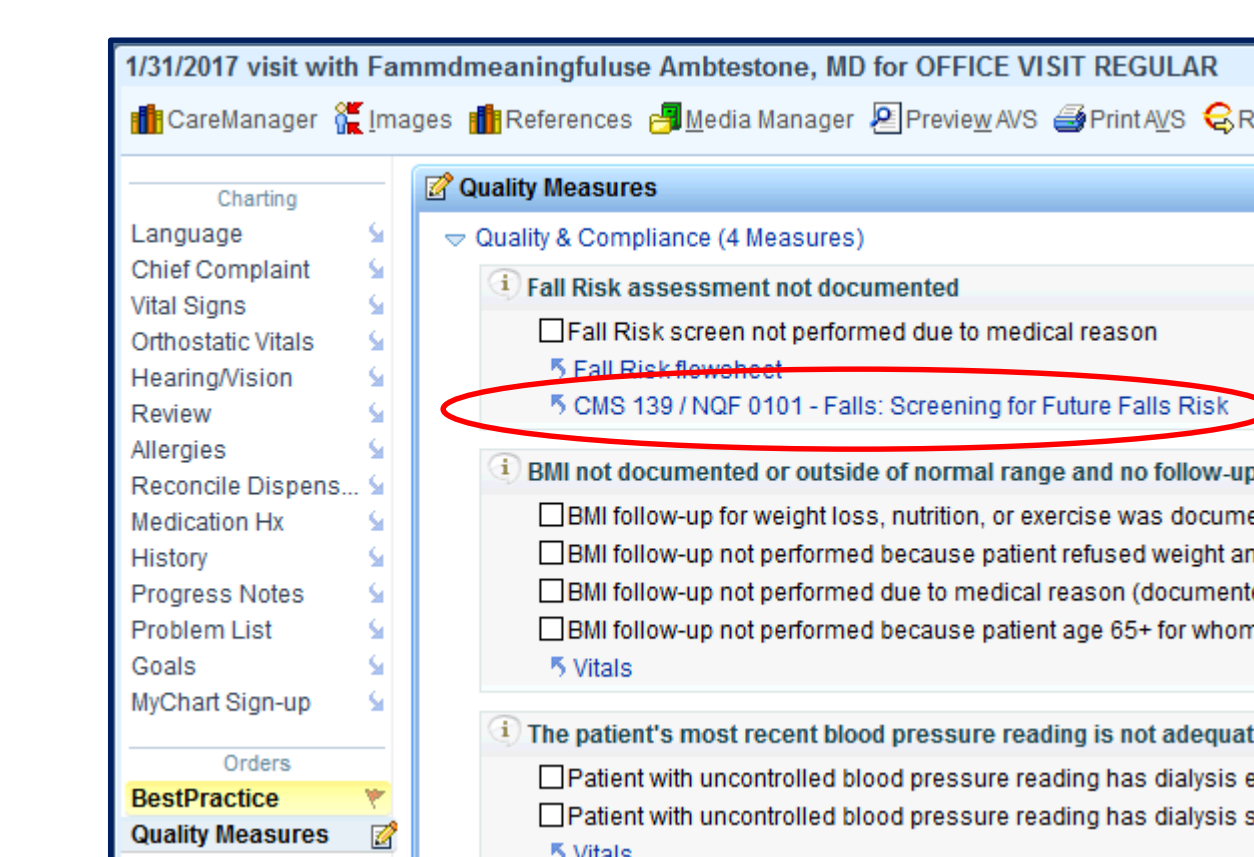 1/31/2017 visit with Fammdmeaningfuluse Ambtestone, MD for OFFICE VISIT REGULAR
CareManager Images References Media Manager Preview AVS Print AVS R
Charting
Language
Chief Complaint
Vital Signs
Orthostatic Vitals
Hearing/Vision
Review
Allergies
Reconcile Dispens...
Medication Hx
History
Progress Notes
Problem List
Goals
MyChart Sign-up
Orders
BestPractice
Quality Measures
Quality Measures
Quality & Compliance (4 Measures)
Fall Risk assessment not documented
Fall Risk screen not performed due to medical reason
Fall Risk flowsheet
CMS 139 / NQF 0101 - Falls: Screening for Future Falls Risk
BMI not documented or outside of normal range and no follow-up
BMI follow-up for weight loss, nutrition, or exercise was docume
BMI follow-up not performed because patient refused weight an
BMI follow-up not performed due to medical reason (documente
BMI follow-up not performed because patient age 65+ for whom
Vitals
The patient's most recent blood pressure reading is not adequat
Patient with uncontrolled blood pressure reading has dialysis e
Patient with uncontrolled blood pressure reading has dialysis s
Vitals